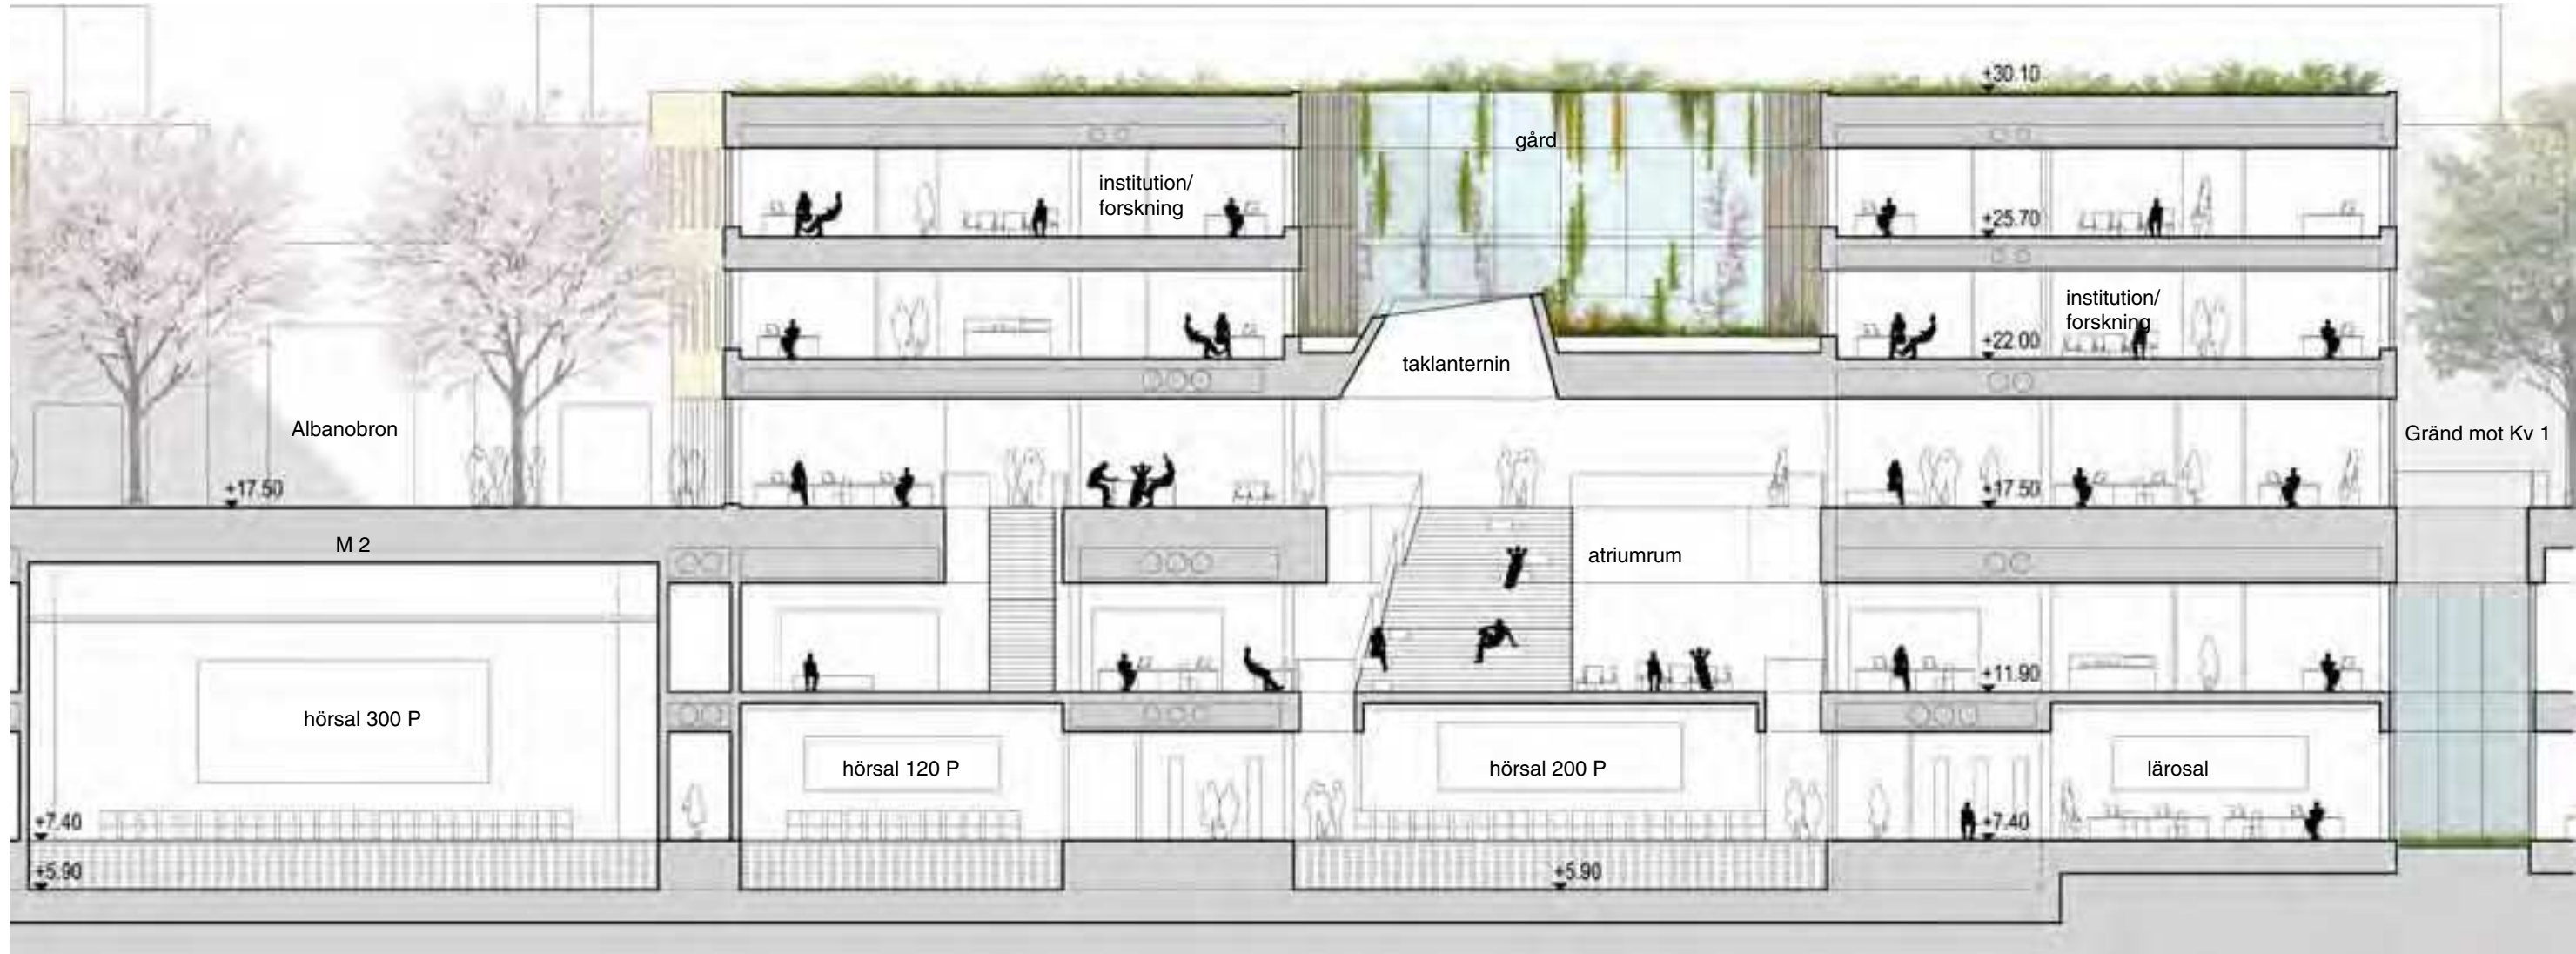 +30.10
gård
institution/
forskning
+25.70
institution/
forskning
+22.00
taklanternin
Albanobron
Gränd mot Kv 1
+17.50
+17.50
M 2
atriumrum
+11.90
hörsal 300 P
hörsal 120 P
hörsal 200 P
lärosal
+7.40
+7.40
+5.90
+5.90